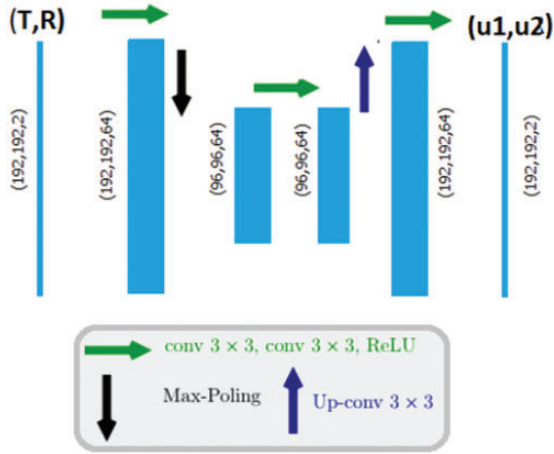 (T,R)
(u1,u2)
(192,192,2)
(192,192,64)
(96,96,64)
(96,96,64)
(192,192,64)
(192,192,2)
conv 3 × 3, conv 3 × 3, ReLU
Max-Poling
Up-conv 3 × 3